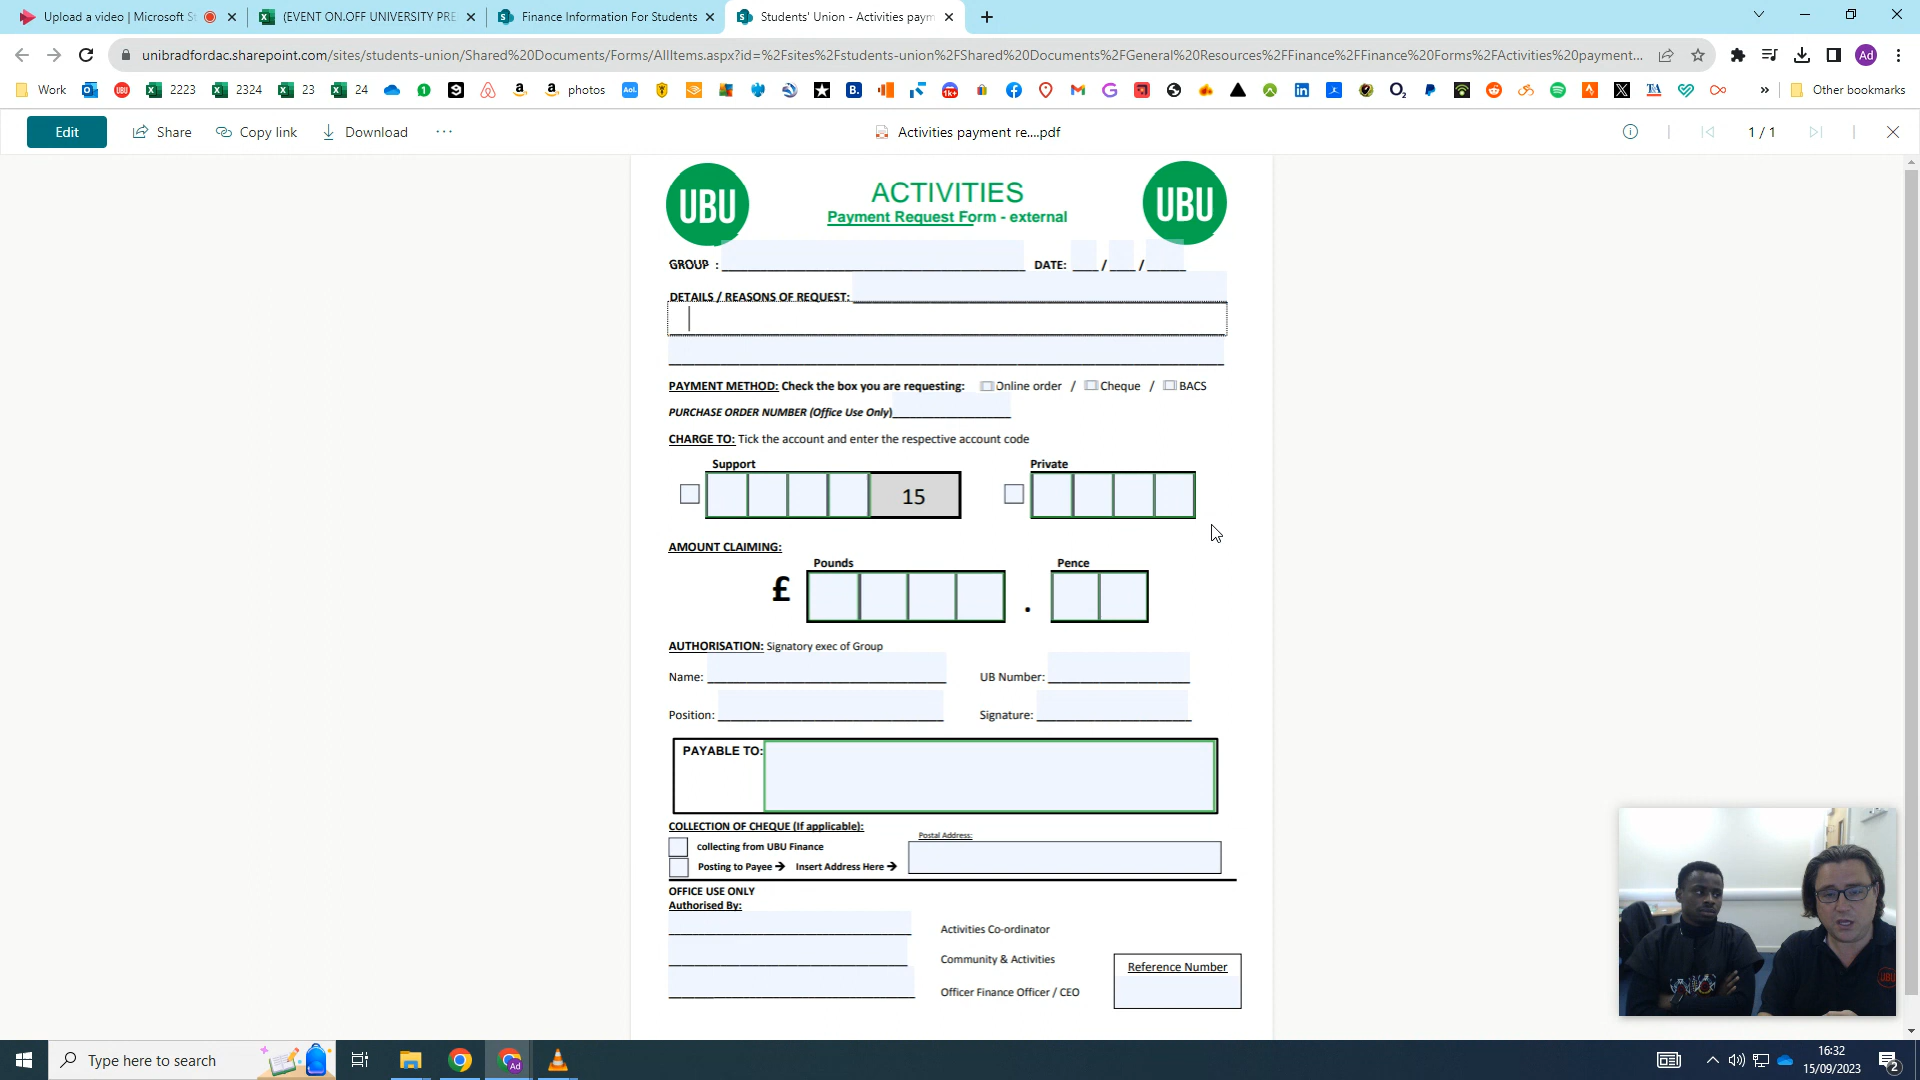 Upload a video | Microsoft St
(EVENT ON.OFF UNIVERSITY PRE
Finance Information For Students
Students' Union - Activities paym
unibradfordac.sharepoint.com/sites/students-union/Shared%20Documents/Forms/AllItems.aspx?id=%2Fsites%2Fstudents-union%2FShared%20Documents%2FGeneral%20Resources%2FFinance%2FFinance%20Forms%2FActivities%20payment...
Ad
Work 2223 2324 23 24 photos Other bookmarks
Edit Share Copy link Download ... Activities payment re....pdf 1 / 1
UBU ACTIVITIES UBU
Payment Request Form - external
GROUP : DATE: / /
DETAILS / REASONS OF REQUEST:
PAYMENT METHOD: Check the box you are requesting: Online order / Cheque / BACS
PURCHASE ORDER NUMBER (Office Use Only)
CHARGE TO: Tick the account and enter the respective account code
Support Private
15
AMOUNT CLAIMING:
Pounds Pence
£ .
AUTHORISATION: Signatory exec of Group
Name: UB Number:
Position: Signature:
PAYABLE TO:
COLLECTION OF CHEQUE (If applicable): Postal Address:
collecting from UBU Finance
Posting to Payee → Insert Address Here →
OFFICE USE ONLY
Authorised By:
Activities Co-ordinator
Community & Activities
Reference Number
Officer Finance Officer / CEO
Type here to search
16:32
15/09/2023
2